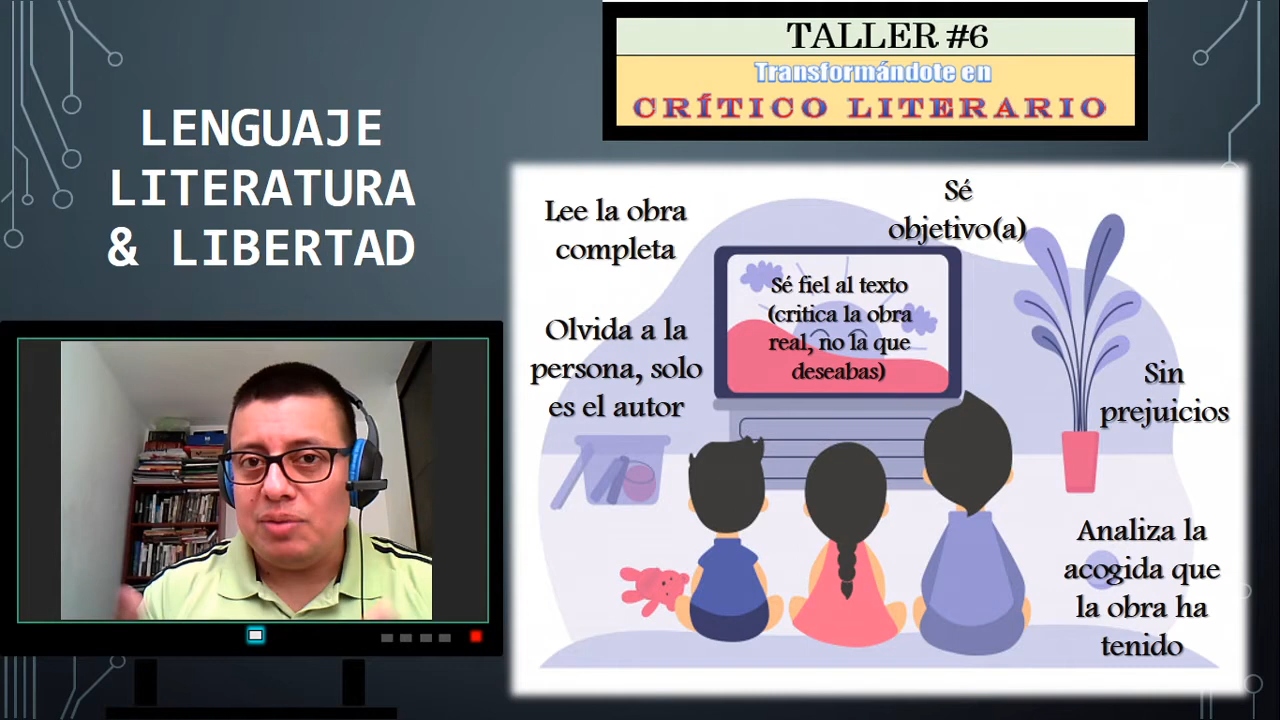 TALLER #6
Transformándote en
CRÍTICO LITERARIO
LENGUAJE
LITERATURA
& LIBERTAD
Lee la obra
completa
Sé
objetivo(a)
Sé fiel al texto
(critica la obra
real, no la que
deseabas)
Olvida a la
persona, solo
es el autor
Sin
prejuicios
Analiza la
acogida que
la obra ha
tenido